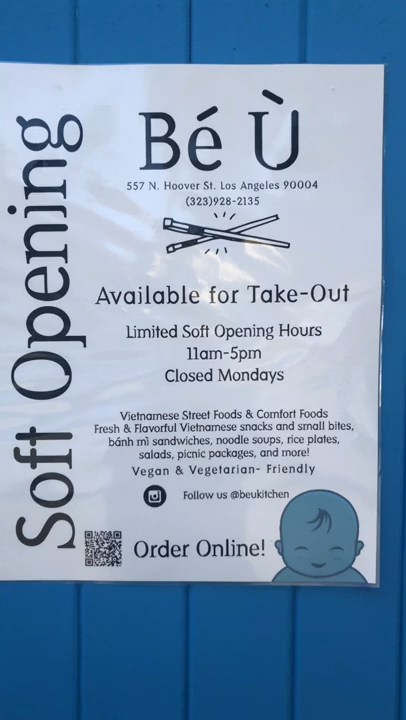 Soft Opening
Bé Ù
557 N. Hoover St. Los Angeles 90004
(323)928-2135
Available for Take-Out
Limited Soft Opening Hours
11am-5pm
Closed Mondays
Vietnamese Street Foods & Comfort Foods
Fresh & Flavorful Vietnamese snacks and small bites,
bánh mì sandwiches, noodle soups, rice plates,
salads, picnic packages, and more!
Vegan & Vegetarian- Friendly
Follow us @beukitchen
Order Online!